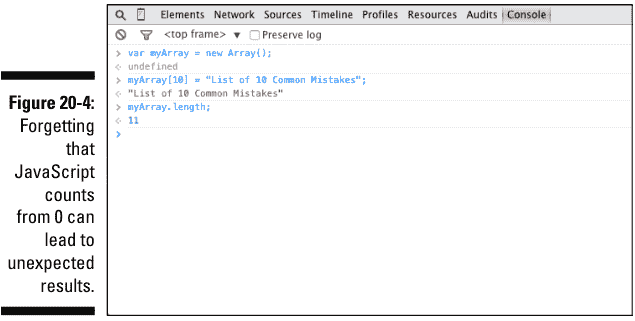 Figure 20-4:
Forgetting
that
JavaScript
counts
from 0 can
lead to
unexpected
results.
Elements Network Sources Timeline Profiles Resources Audits Console
<top frame> ▼ Preserve log
> var myArray = new Array();
< undefined
> myArray[10] = "List of 10 Common Mistakes";
< "List of 10 Common Mistakes"
> myArray.length;
< 11
>